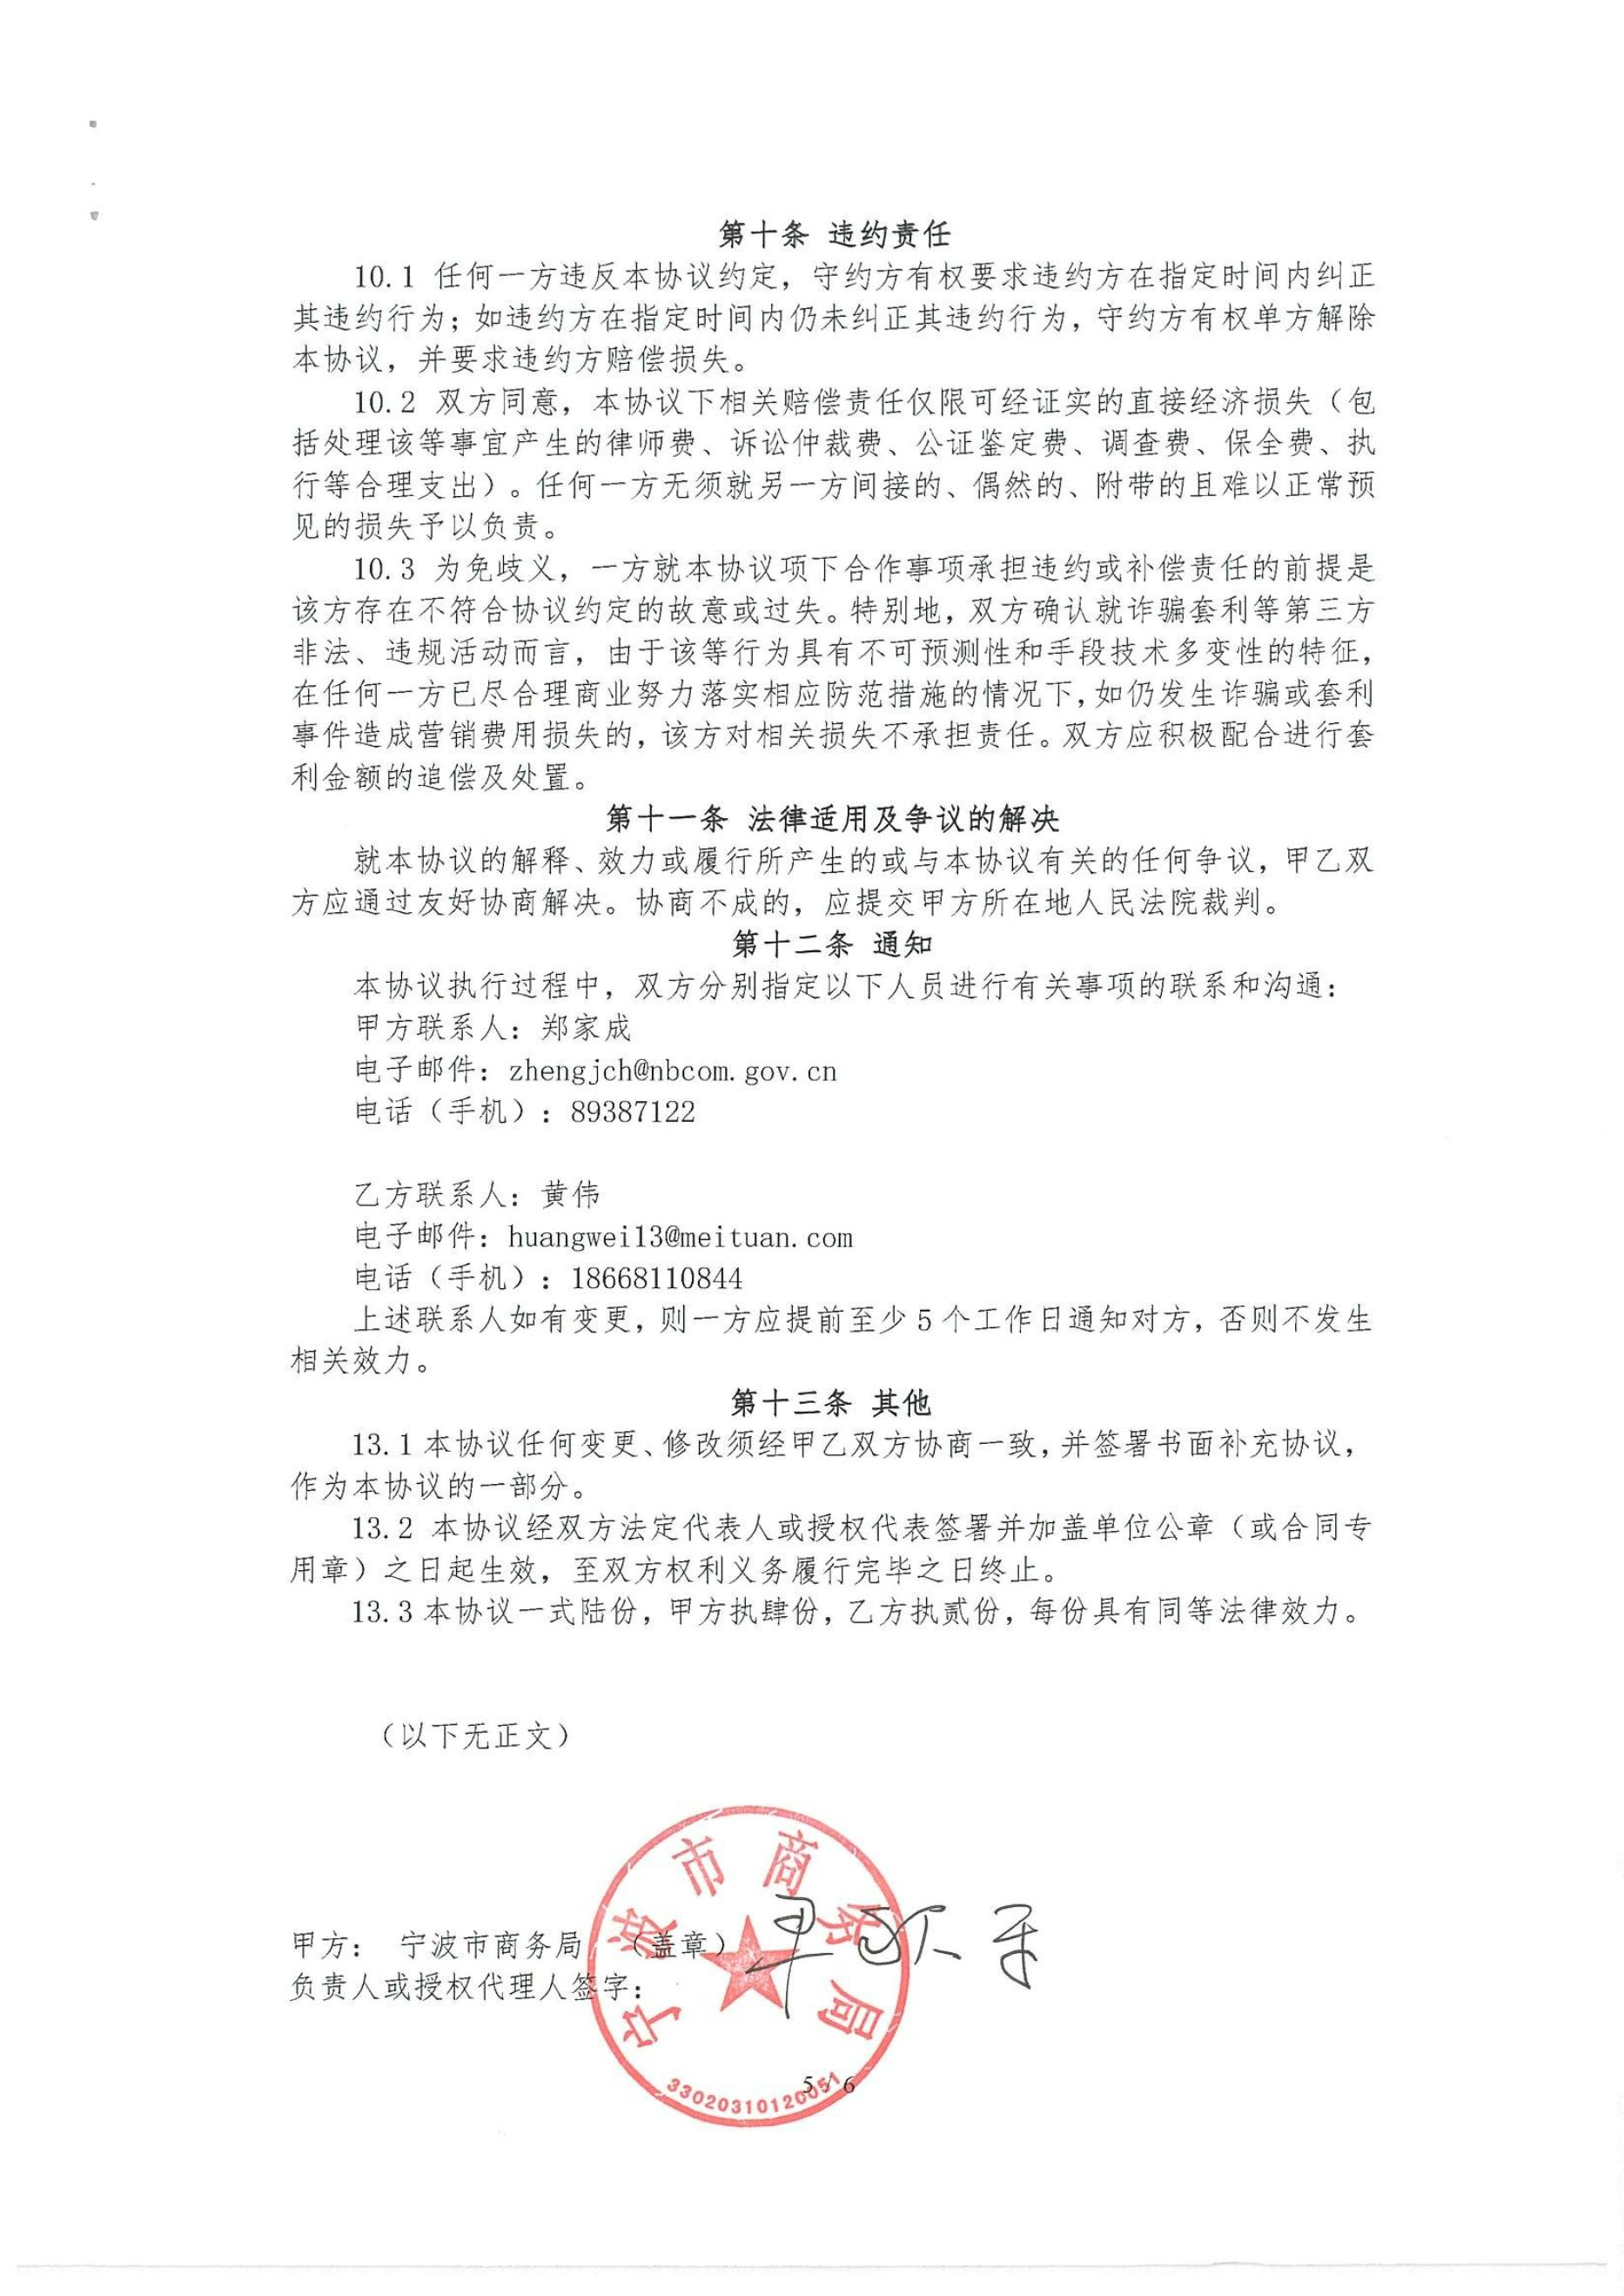 第十条 违约责任
10.1 任何一方违反本协议约定，守约方有权要求违约方在指定时间内纠正
其违约行为；如违约方在指定时间内仍未纠正其违约行为，守约方有权单方解除
本协议，并要求违约方赔偿损失。
10.2 双方同意，本协议下相关赔偿责任仅限可经证实的直接经济损失（包
括处理该等事宜产生的律师费、诉讼仲裁费、公证鉴定费、调查费、保全费、执
行等合理支出）。任何一方无须就另一方间接的、偶然的、附带的且难以正常预
见的损失予以负责。
10.3 为免歧义，一方就本协议项下合作事项承担违约或补偿责任的前提是
该方存在不符合协议约定的故意或过失。特别地，双方确认就诈骗套利等第三方
非法、违规活动而言，由于该等行为具有不可预测性和手段技术多变性的特征，
在任何一方已尽合理商业努力落实相应防范措施的情况下，如仍发生诈骗或套利
事件造成营销费用损失的，该方对相关损失不承担责任。双方应积极配合进行套
利金额的追偿及处置。
第十一条 法律适用及争议的解决
就本协议的解释、效力或履行所产生的或与本协议有关的任何争议，甲乙双
方应通过友好协商解决。协商不成的，应提交甲方所在地人民法院裁判。
第十二条 通知
本协议执行过程中，双方分别指定以下人员进行有关事项的联系和沟通：
甲方联系人：郑家成
电子邮件：zhengjch@nbcom.gov.cn
电话（手机）：89387122
乙方联系人：黄伟
电子邮件：huangwei13@meituan.com
电话（手机）：18668110844
上述联系人如有变更，则一方应提前至少 5 个工作日通知对方，否则不发生
相关效力。
第十三条 其他
13.1 本协议任何变更、修改须经甲乙双方协商一致，并签署书面补充协议，
作为本协议的一部分。
13.2 本协议经双方法定代表人或授权代表签署并加盖单位公章（或合同专
用章）之日起生效，至双方权利义务履行完毕之日终止。
13.3 本协议一式陆份，甲方执肆份，乙方执贰份，每份具有同等法律效力。
（以下无正文）
宁波市商务局
甲方： 宁波市商务局 （盖章）
负责人或授权代理人签字：
5 / 6
33020310120051